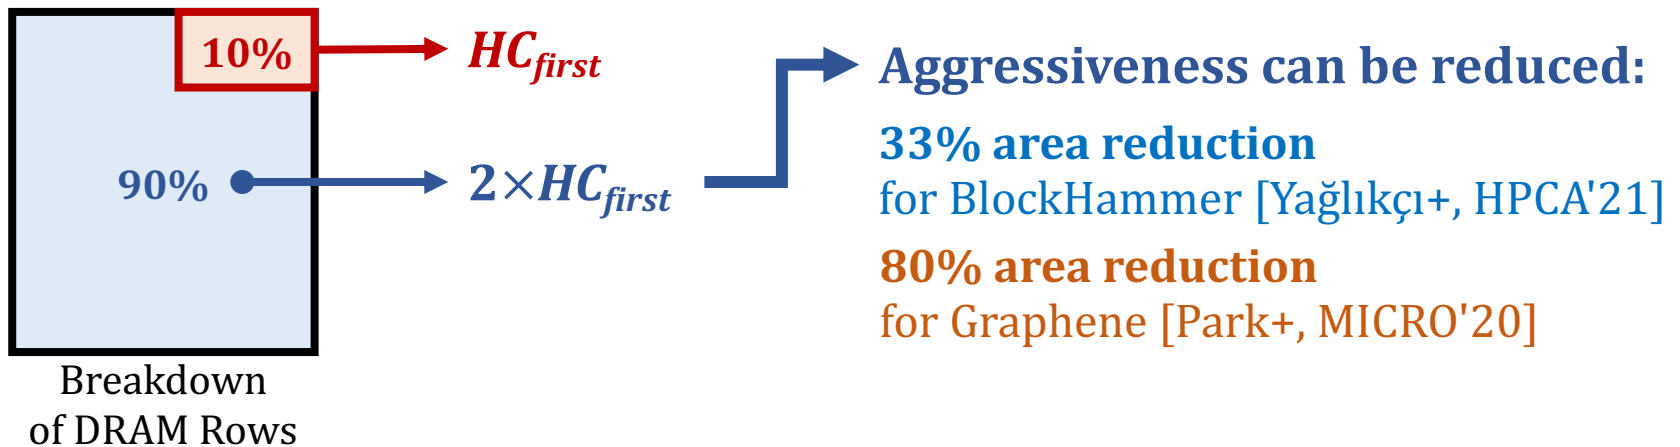 10%
90%
Breakdown
of DRAM Rows
HCfirst
2×HCfirst
Aggressiveness can be reduced:
33% area reduction
for BlockHammer [Yağlıkçı+, HPCA'21]
80% area reduction
for Graphene [Park+, MICRO'20]